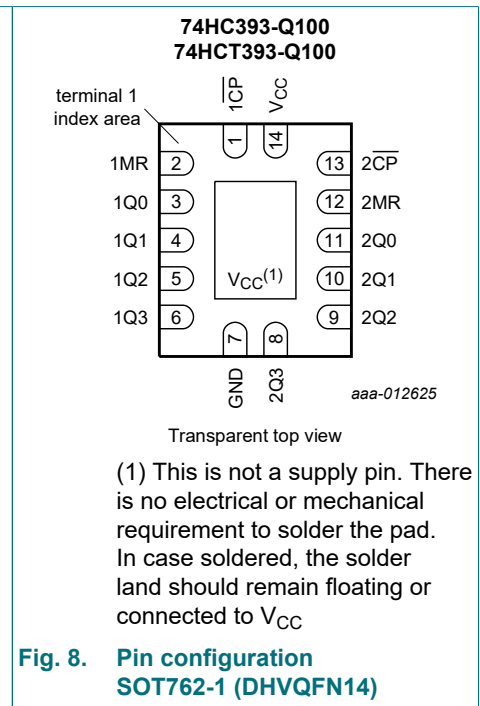 74HC393-Q100
74HCT393-Q100
terminal 1
index area
1C̅P̅
VCC
1
14
1MR 2
13 2C̅P̅
1Q0 3
12 2MR
1Q1 4
11 2Q0
1Q2 5
VCC(1)
10 2Q1
1Q3 6
9 2Q2
7
8
GND
2Q3
aaa-012625
Transparent top view
(1) This is not a supply pin. There
is no electrical or mechanical
requirement to solder the pad.
In case soldered, the solder
land should remain floating or
connected to VCC
Fig. 8. Pin configuration
SOT762-1 (DHVQFN14)